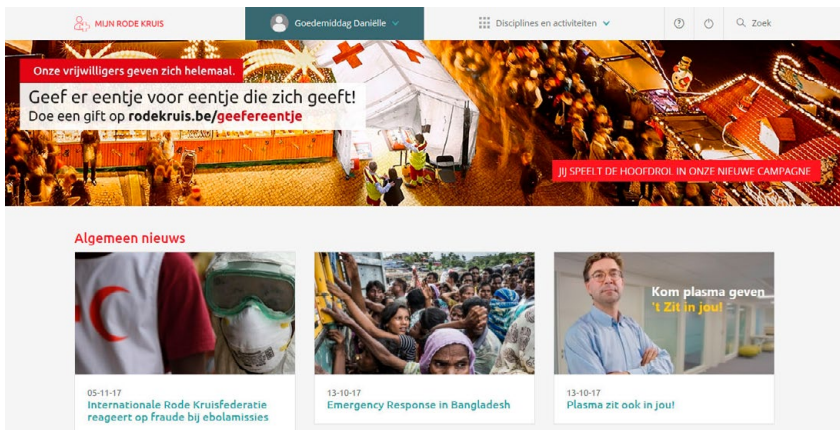 MIJN RODE KRUIS
Goedemiddag Daniëlle
Disciplines en activiteiten
Zoek
Onze vrijwilligers geven zich helemaal.
Geef er eentje voor eentje die zich geeft!
Doe een gift op rodekruis.be/geefereentje
JIJ SPEELT DE HOOFDROL IN ONZE NIEUWE CAMPAGNE
Algemeen nieuws
Kom plasma geven
't Zit in jou!
05-11-17
Internationale Rode Kruisfederatie
reageert op fraude bij ebolamissies
13-10-17
Emergency Response in Bangladesh
13-10-17
Plasma zit ook in jou!